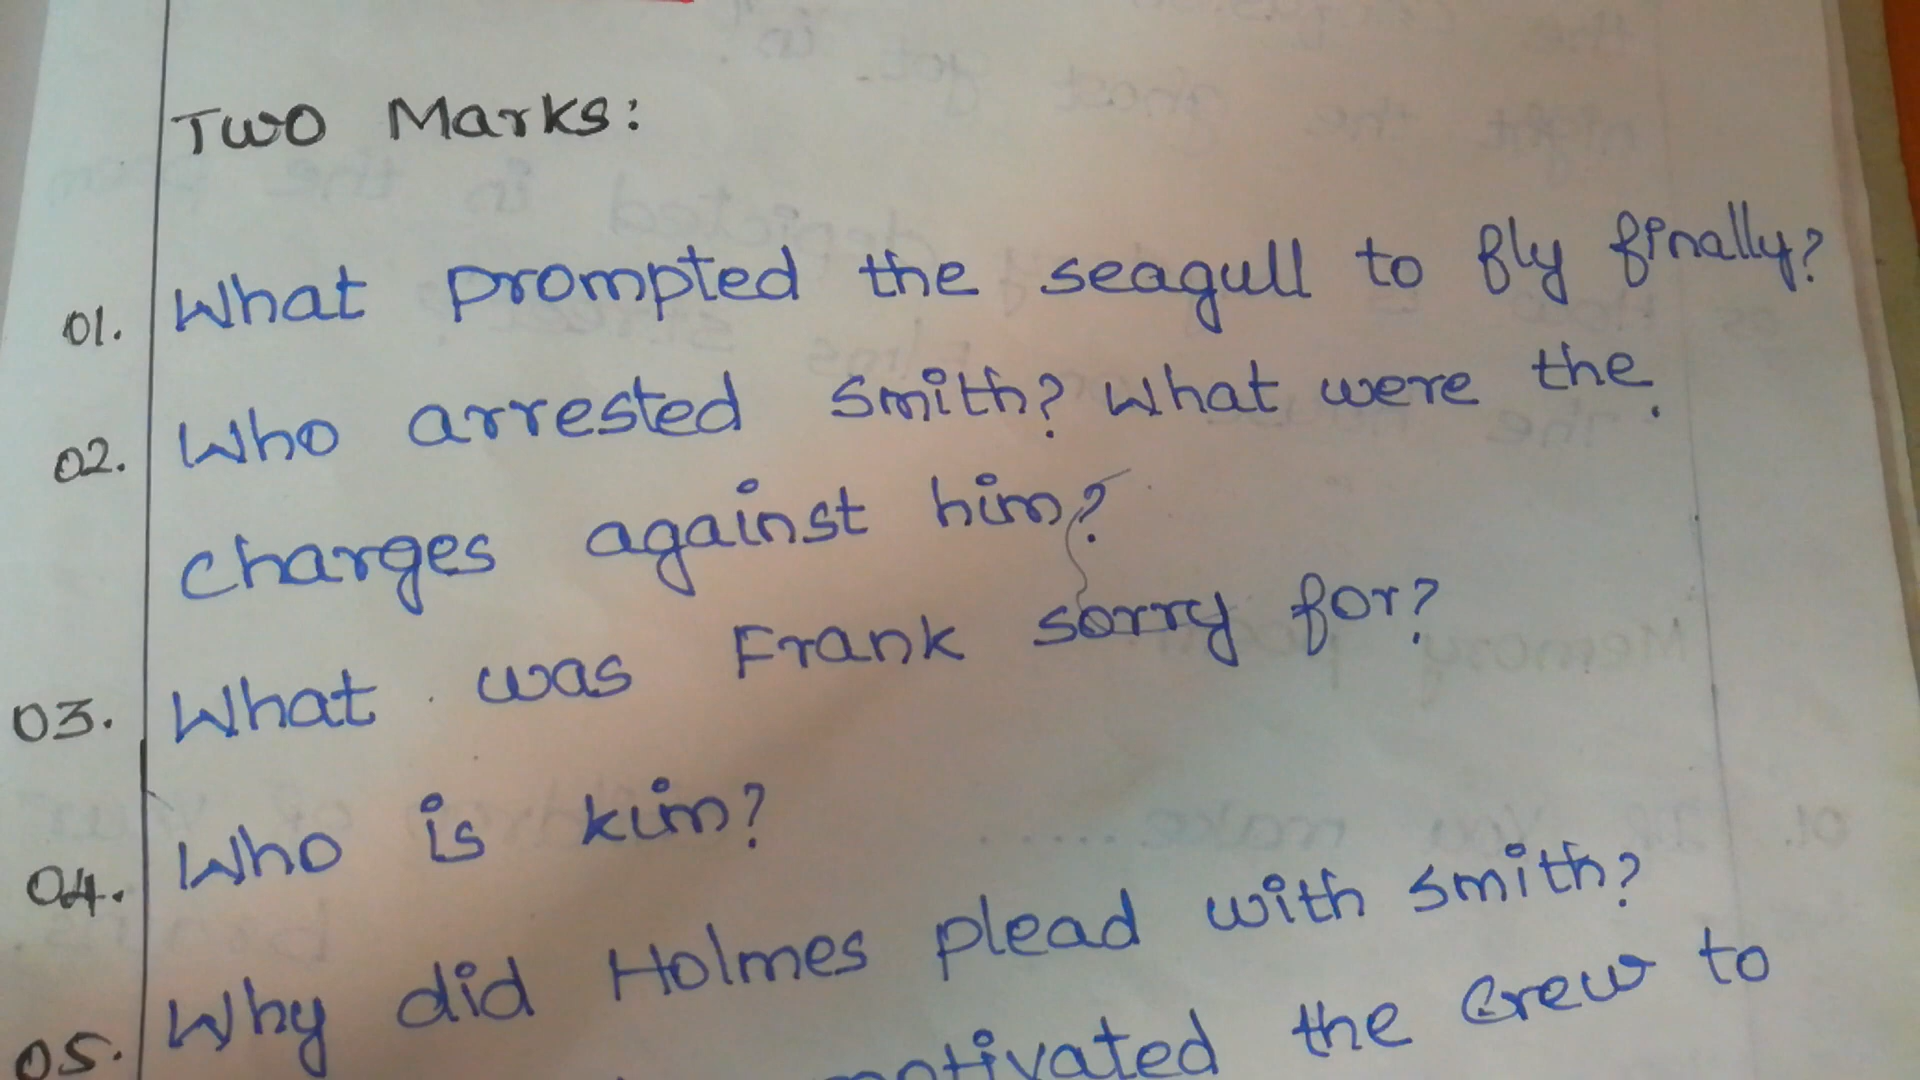 Two Marks:
01. What prompted the seagull to fly finally?
02. Who arrested Smith? What were the
charges against him?
03. What was Frank sorry for?
04. Who is kim?
05. Why did Holmes plead with Smith?
the crew to